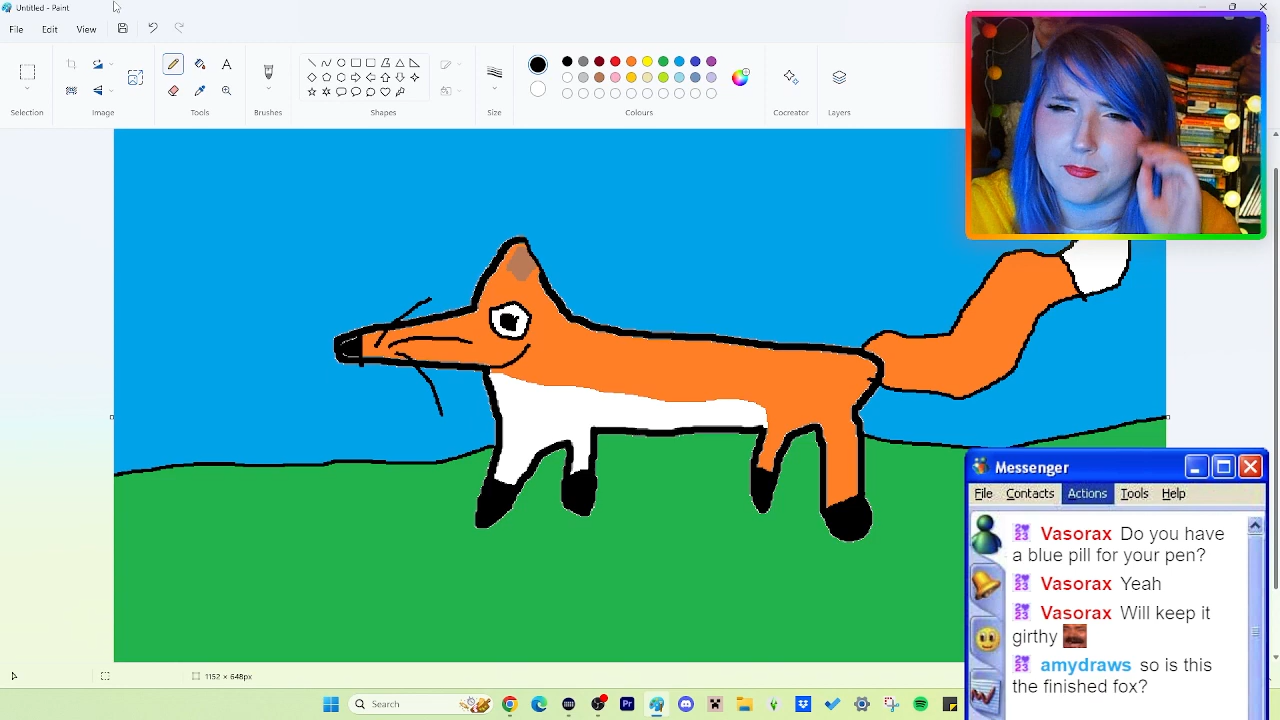 Untitled - Paint
File Edit View
Selection Image Tools Brushes Shapes Size Colours Cocreator Layers
Messenger
File Contacts Actions Tools Help
Vasorax Do you have
a blue pill for your pen?
Vasorax Yeah
Vasorax Will keep it
girthy
amydraws so is this
the finished fox?
1152 × 648px
Search